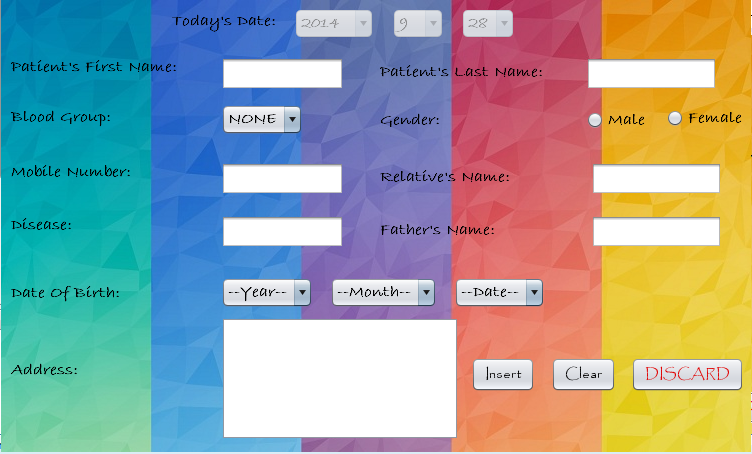 Today's Date: 2014 9 28
Patient's First Name: Patient's Last Name:
Blood Group: NONE Gender: Male Female
Mobile Number: Relative's Name:
Disease: Father's Name:
Date Of Birth: --Year-- --Month-- --Date--
Address: Insert Clear DISCARD